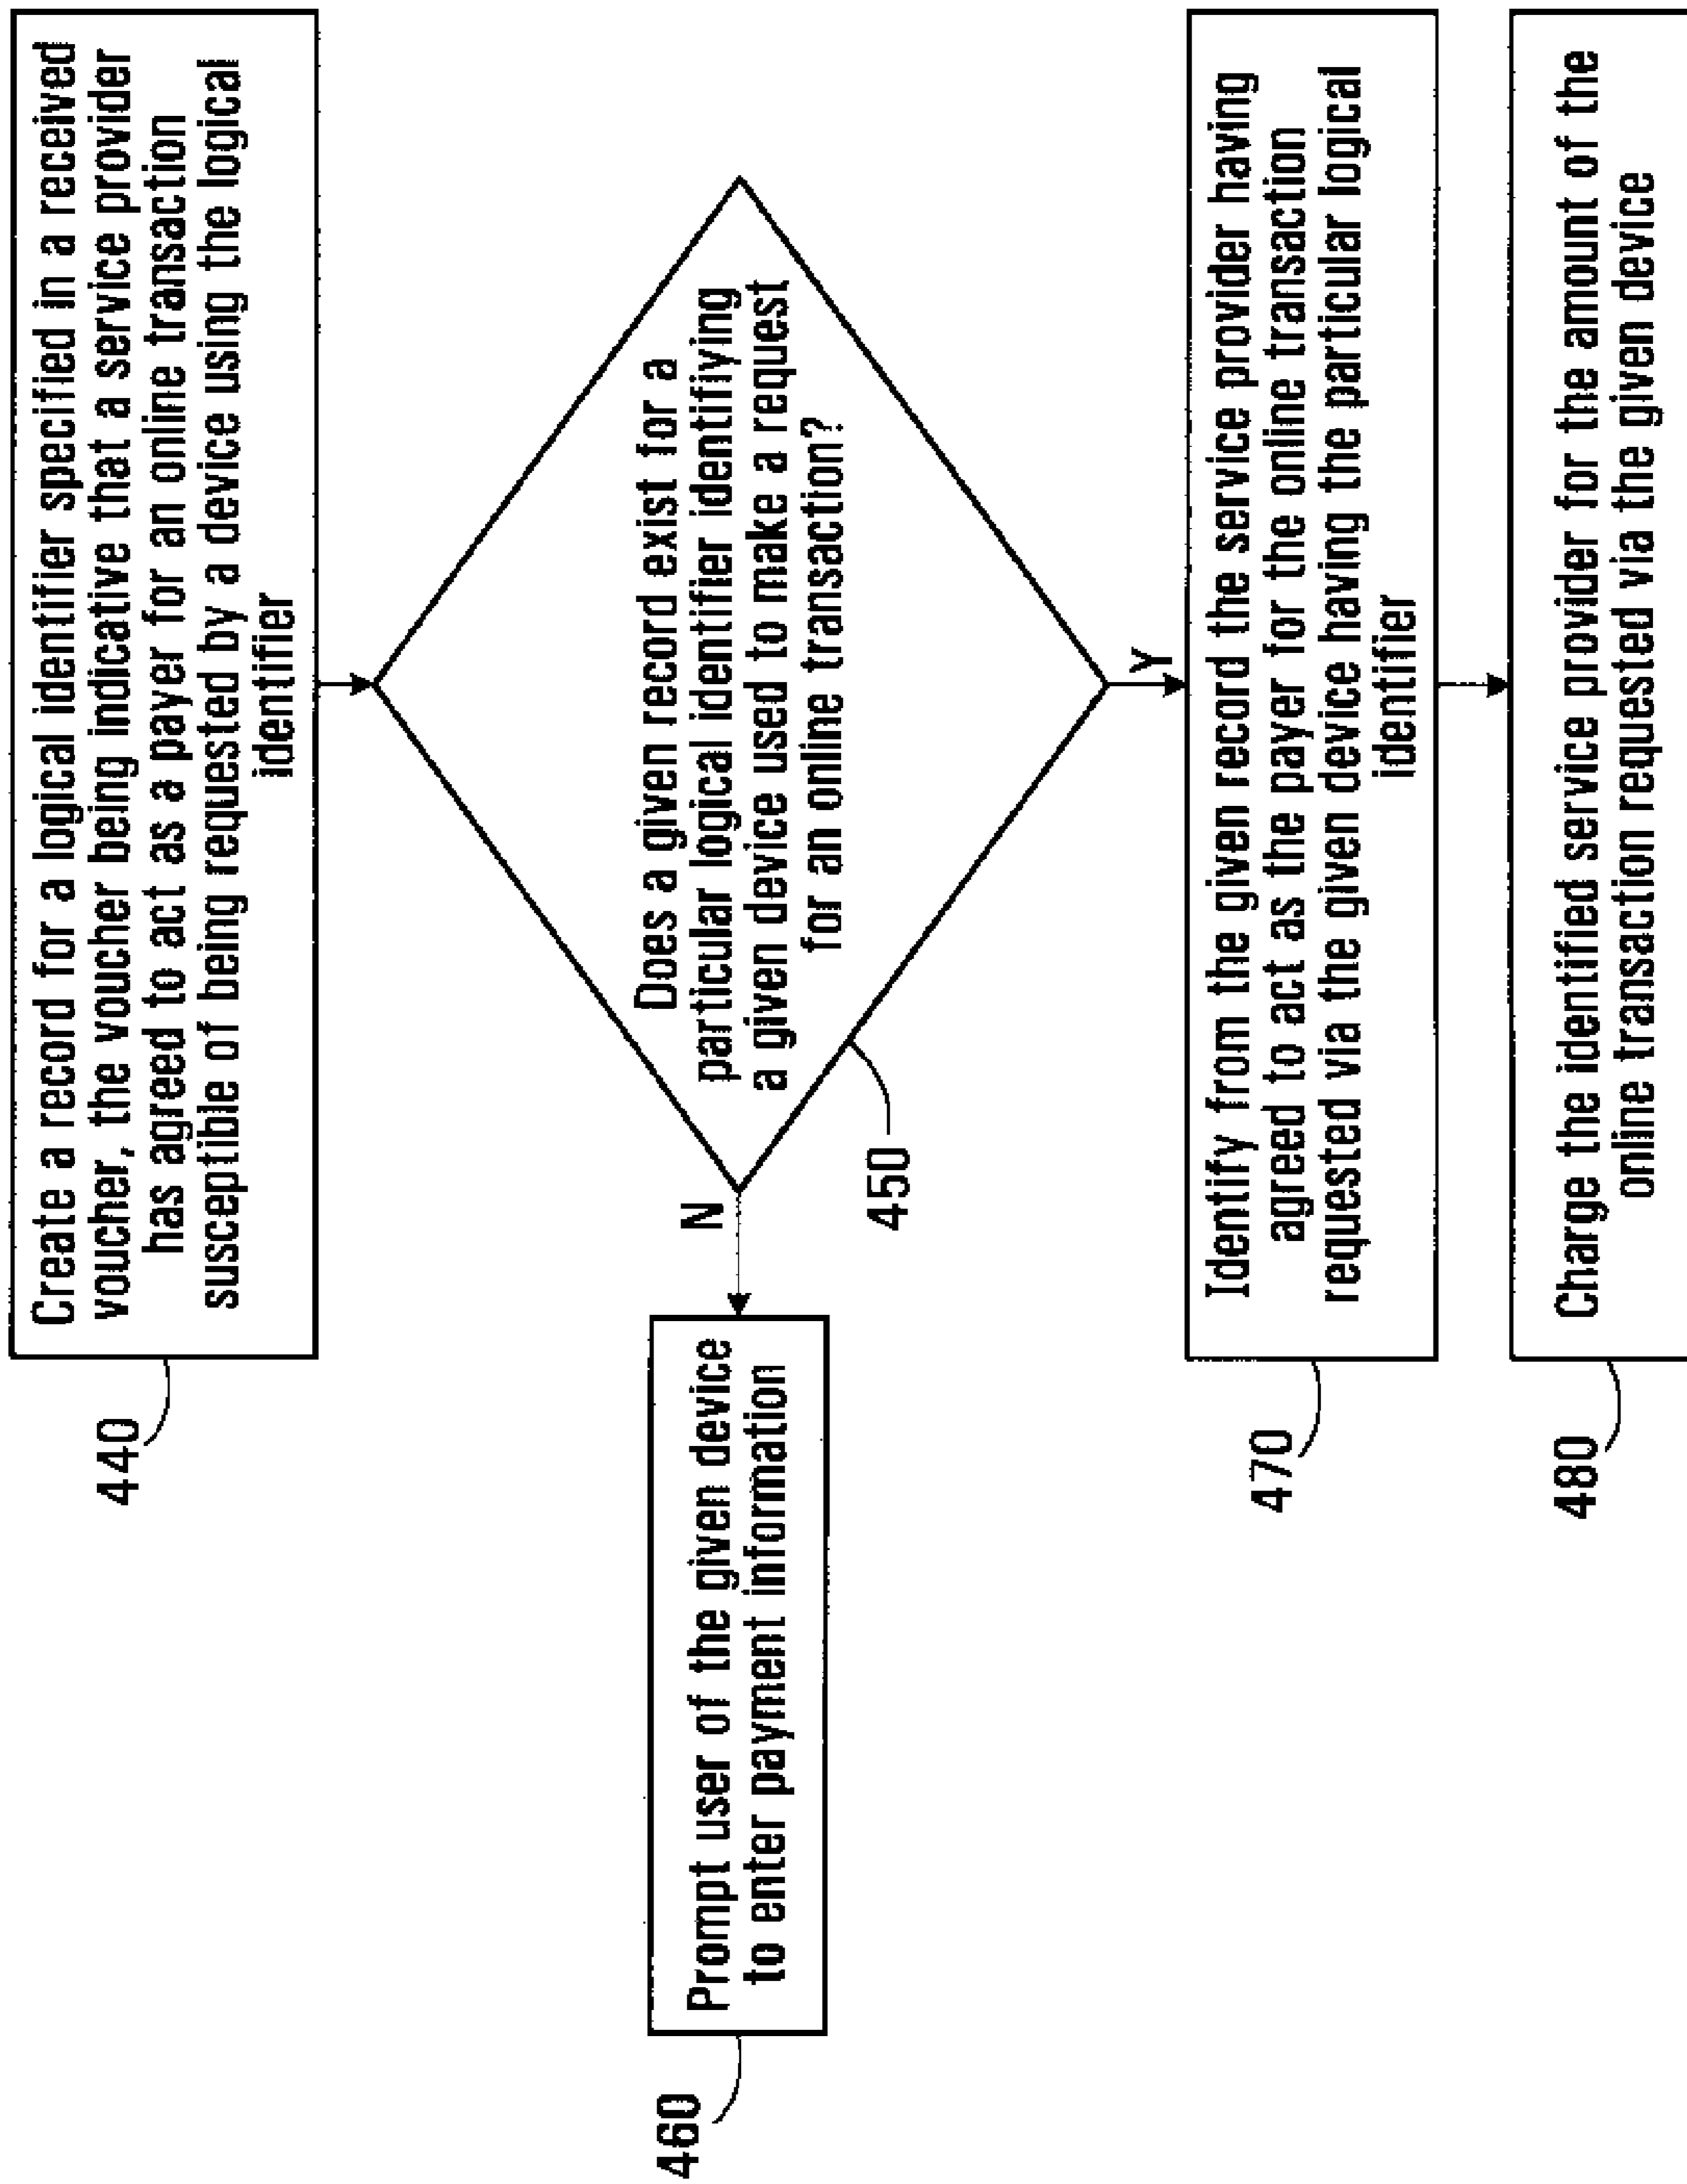 440
Create a record for a logical identifier specified in a received
voucher, the voucher being indicative that a service provider
has agreed to act as a payer for an online transaction
susceptible of being requested by a device using the logical
identifier
Does a given record exist for a
particular logical identifier identifiying
a given device used to make a request
for an online transaction?
450
N
460
Prompt user of the given device
to enter payment information
Y
470
Identify from the given record the service provider having
agreed to act as the payer for the online transaction
requested via the given device having the particular logical
identifier
480
Charge the identified service provider for the amount of the
online transaction requested via the given device